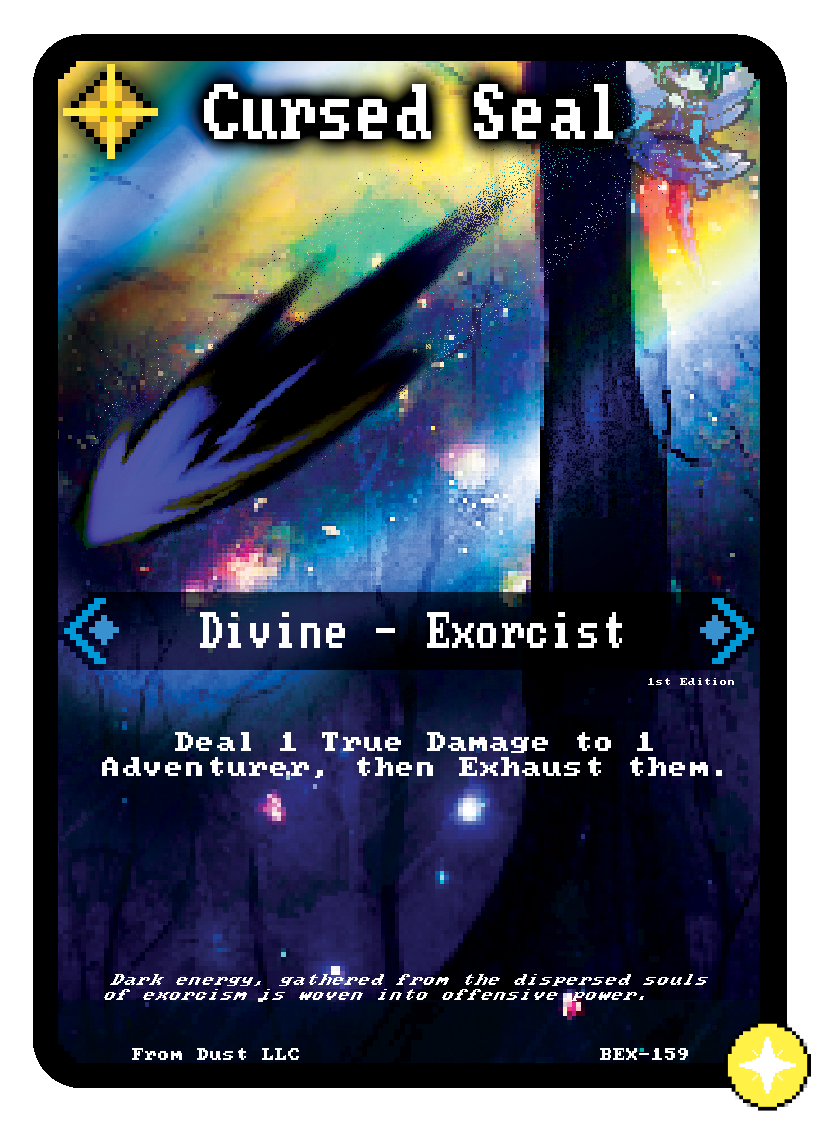 Cursed Seal
Divine - Exorcist
1st Edition
Deal 1 True Damage to 1
Adventurer, then Exhaust them.
Dark energy, gathered from the dispersed souls
of exorcism is woven into offensive power.
From Dust LLC
BEX-159